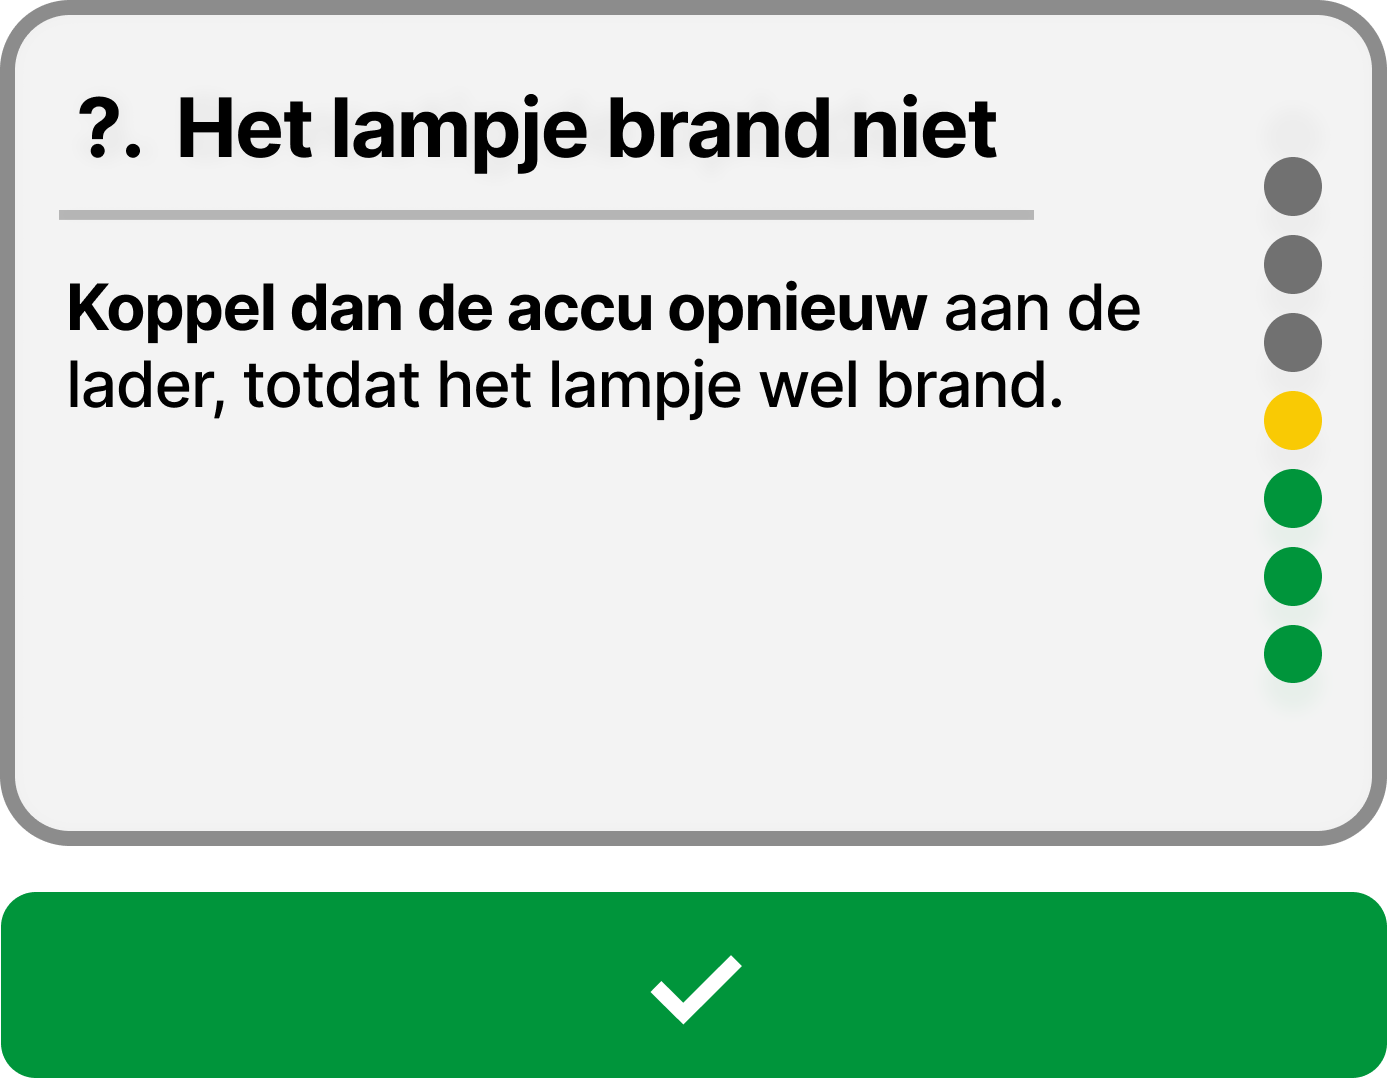 ?. Het lampje brand niet
Koppel dan de accu opnieuw aan de
lader, totdat het lampje wel brand.